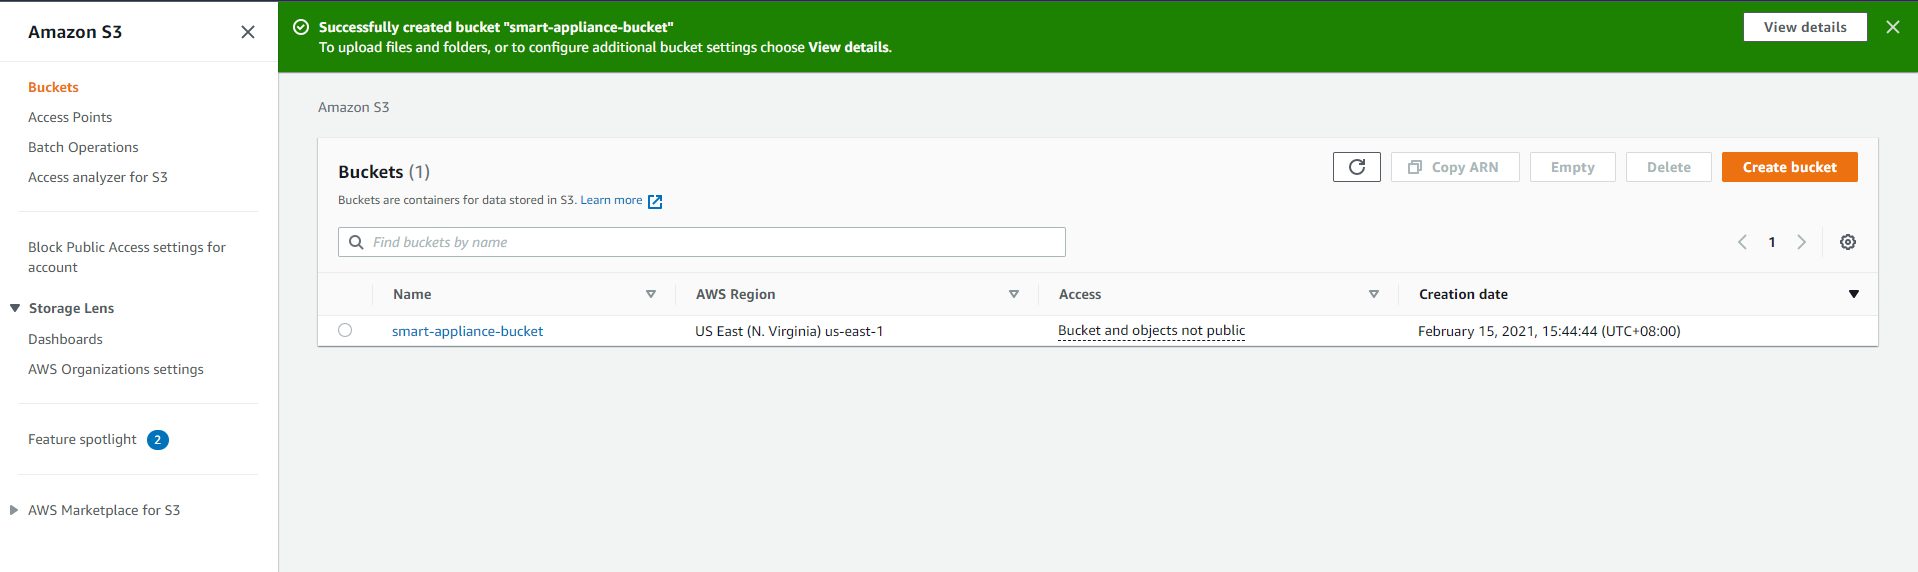 Amazon S3
Buckets
Access Points
Batch Operations
Access analyzer for S3
Block Public Access settings for
account
Storage Lens
Dashboards
AWS Organizations settings
Feature spotlight 2
AWS Marketplace for S3
Successfully created bucket "smart-appliance-bucket"
To upload files and folders, or to configure additional bucket settings choose View details.
View details
Amazon S3
Buckets (1)
Buckets are containers for data stored in S3. Learn more
Copy ARN Empty Delete Create bucket
Find buckets by name
1
Name AWS Region Access Creation date
smart-appliance-bucket US East (N. Virginia) us-east-1 Bucket and objects not public February 15, 2021, 15:44:44 (UTC+08:00)